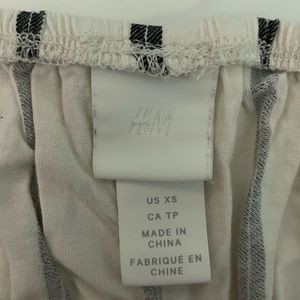 H&M
US XS
CA TP
MADE IN
CHINA
FABRIQUÉ EN
CHINE